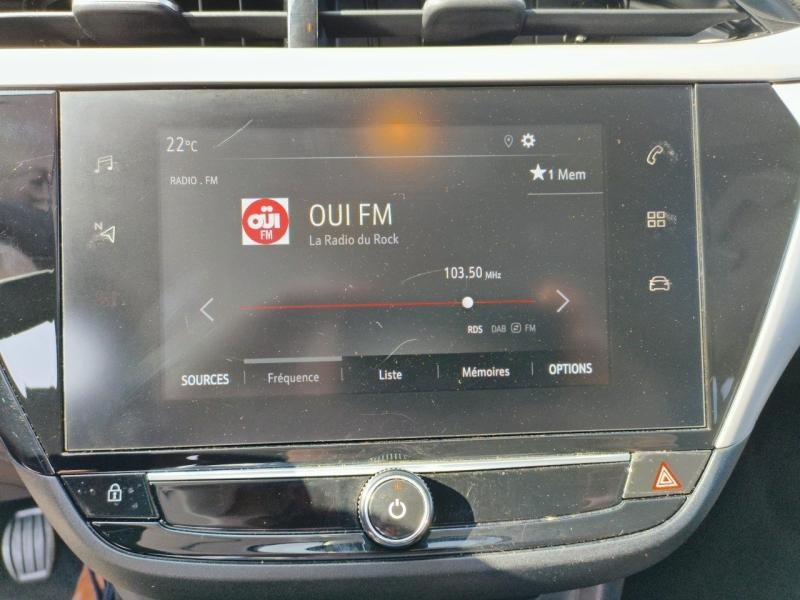 22°C
RADIO . FM
1 Mem
N
OÜI
FM
OUI FM
La Radio du Rock
103.50 MHz
RDS DAB FM
SOURCES Fréquence Liste Mémoires OPTIONS